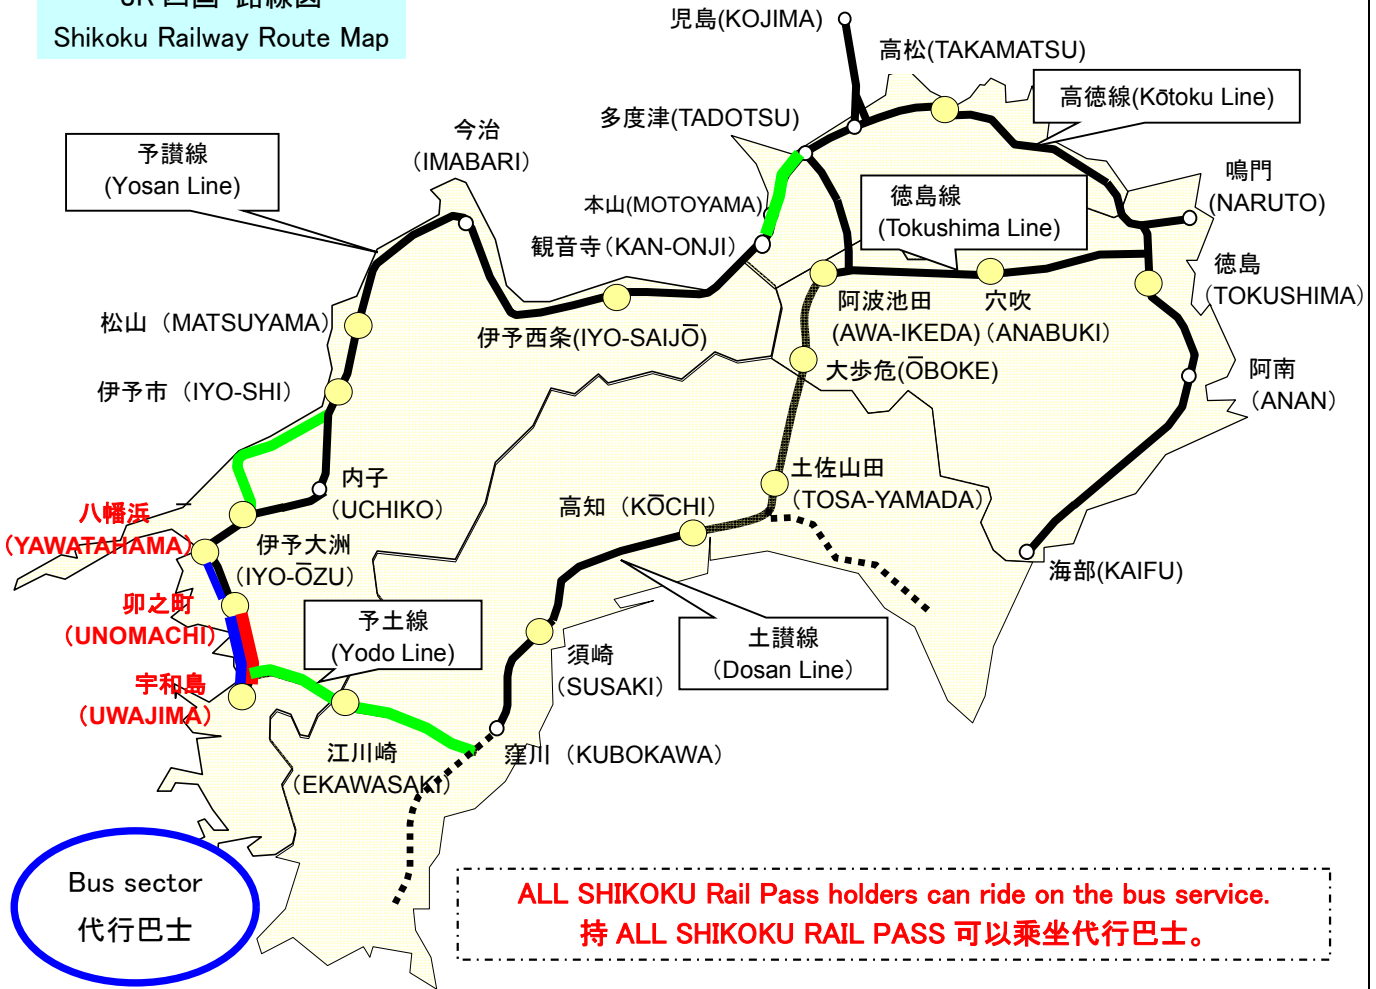 Shikoku Railway Route Map
児島(KOJIMA)
高松(TAKAMATSU)
高徳線(Kōtoku Line)
多度津(TADOTSU)
今治
(IMABARI)
予讃線
(Yosan Line)
鳴門
(NARUTO)
本山(MOTOYAMA)
徳島線
(Tokushima Line)
観音寺(KAN-ONJI)
徳島
(TOKUSHIMA)
阿波池田
(AWA-IKEDA)
穴吹
(ANABUKI)
松山 (MATSUYAMA)
伊予西条(IYO-SAIJŌ)
大歩危(ŌBOKE)
阿南
(ANAN)
伊予市 (IYO-SHI)
内子
(UCHIKO)
土佐山田
(TOSA-YAMADA)
高知 (KŌCHI)
八幡浜
(YAWATAHAMA)
伊予大洲
(IYO-ŌZU)
海部(KAIFU)
卯之町
(UNOMACHI)
予土線
(Yodo Line)
土讃線
(Dosan Line)
須崎
(SUSAKI)
宇和島
(UWAJIMA)
江川崎
(EKAWASAKI)
窪川 (KUBOKAWA)
Bus sector
代行巴士
ALL SHIKOKU Rail Pass holders can ride on the bus service.
持 ALL SHIKOKU RAIL PASS 可以乘坐代行巴士。